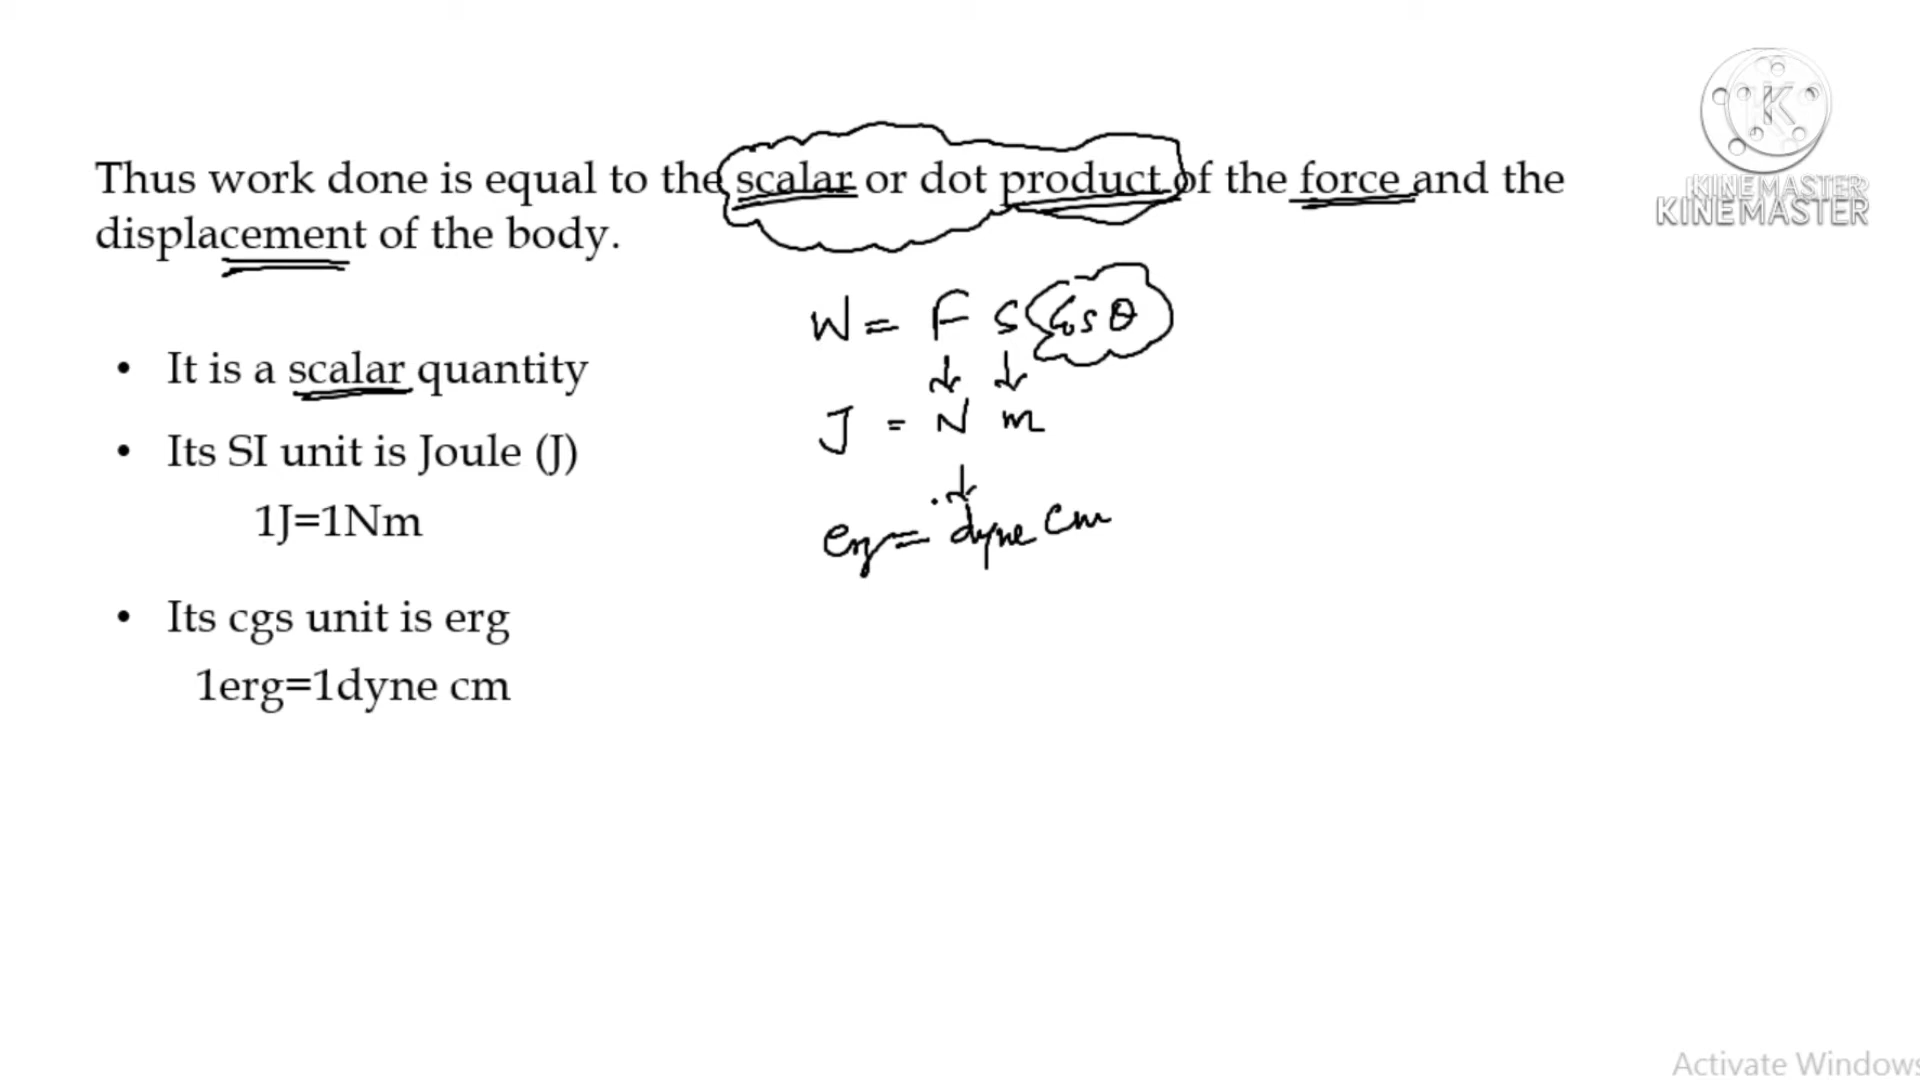 KINEMASTER
KINEMASTER
Thus work done is equal to the scalar or dot product of the force and the
displacement of the body.
W = F S Cos θ
• It is a scalar quantity
J = N m
• Its SI unit is Joule (J)
1J=1Nm
erg = dyne cm
• Its cgs unit is erg
1erg=1dyne cm
Activate Windows